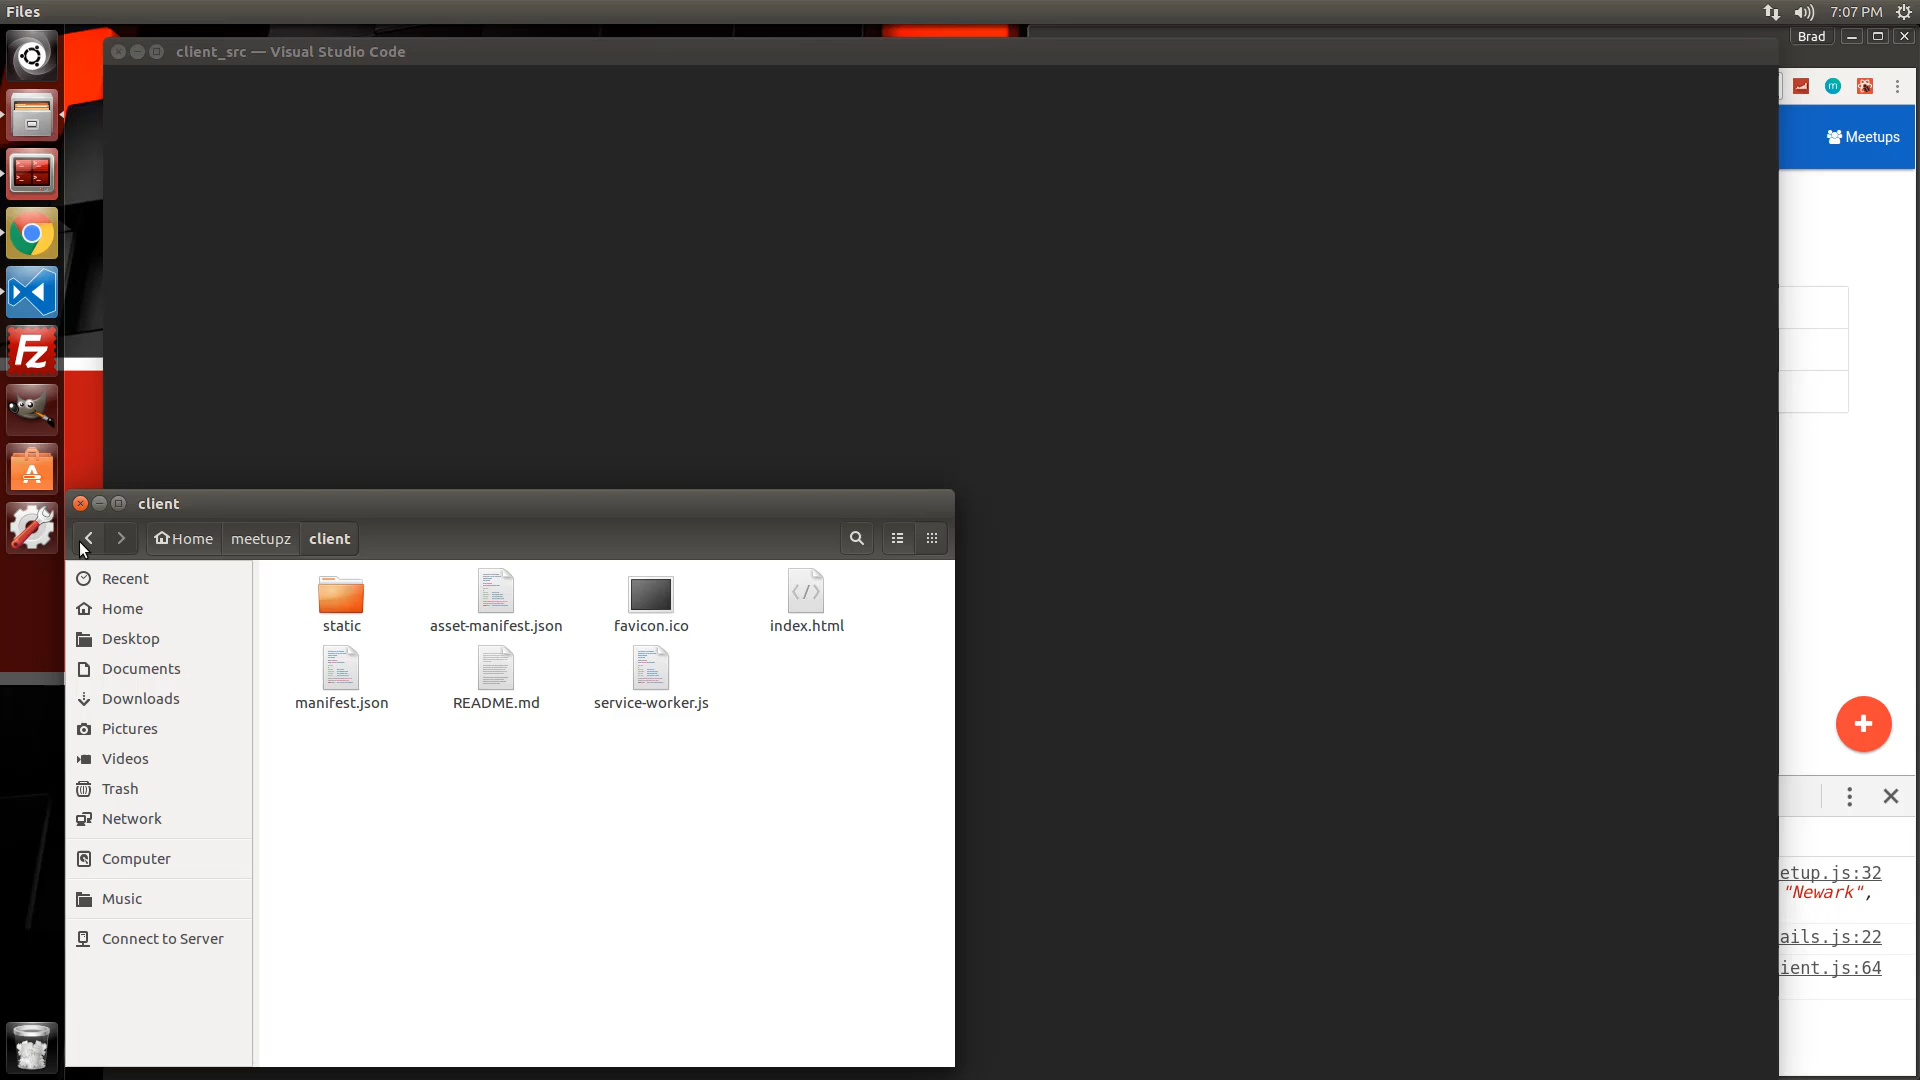 Files
7:07 PM
client_src — Visual Studio Code
Brad
m
Meetups
client
Home meetupz client
Recent
Home
Desktop
Documents
Downloads
Pictures
Videos
Trash
Network
Computer
Music
Connect to Server
static
asset-manifest.json
favicon.ico
index.html
manifest.json
README.md
service-worker.js
etup.js:32
"Newark",
ails.js:22
ient.js:64